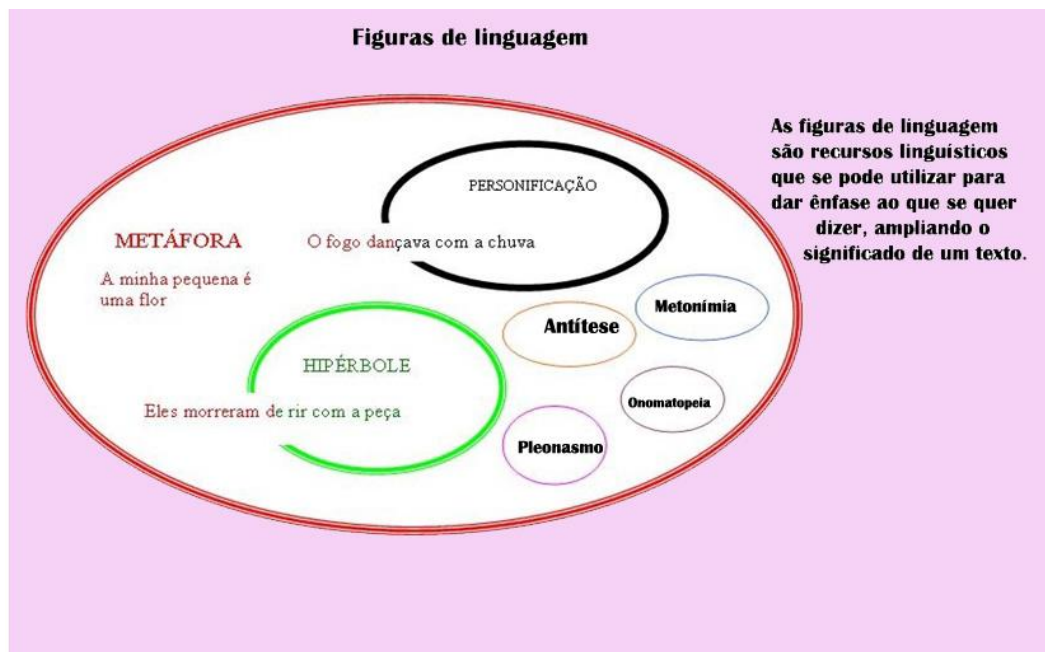 Figuras de linguagem
As figuras de linguagem
são recursos linguísticos
que se pode utilizar para
dar ênfase ao que se quer
dizer, ampliando o
significado de um texto.
PERSONIFICAÇÃO
METÁFORA
O fogo dançava com a chuva
A minha pequena é
uma flor
Metonímia
Antítese
HIPÉRBOLE
Onomatopeia
Eles morreram de rir com a peça
Pleonasmo